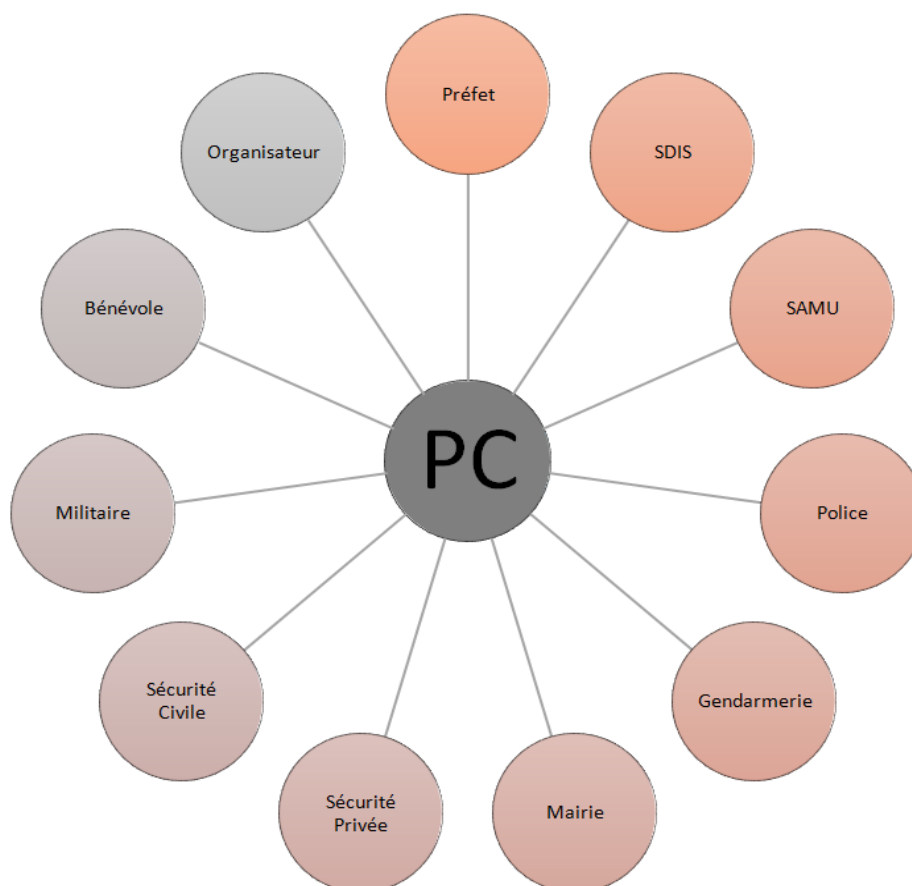 Préfet
SDIS
SAMU
Police
Gendarmerie
Mairie
Sécurité
Privée
Sécurité
Civile
Militaire
Bénévole
Organisateur
PC